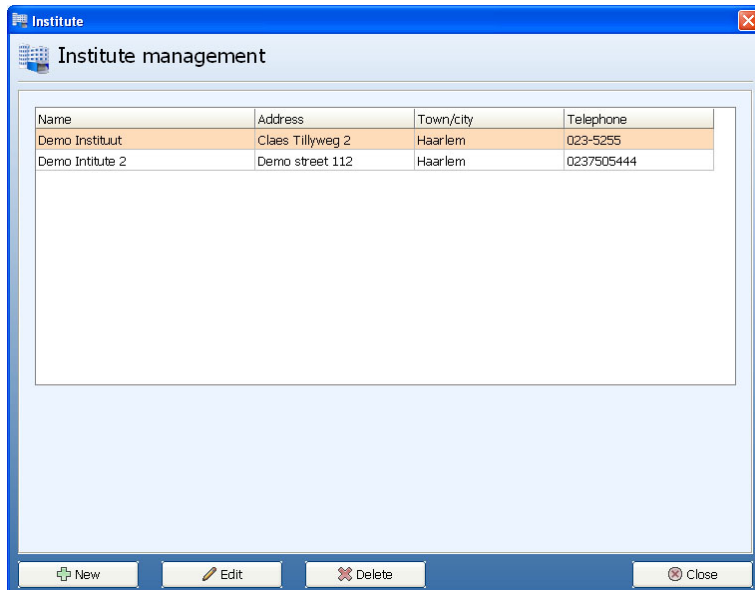 Institute
Institute management
Name Address Town/city Telephone
Demo Instituut Claes Tillyweg 2 Haarlem 023-5255
Demo Intitute 2 Demo street 112 Haarlem 0237505444
New Edit Delete Close